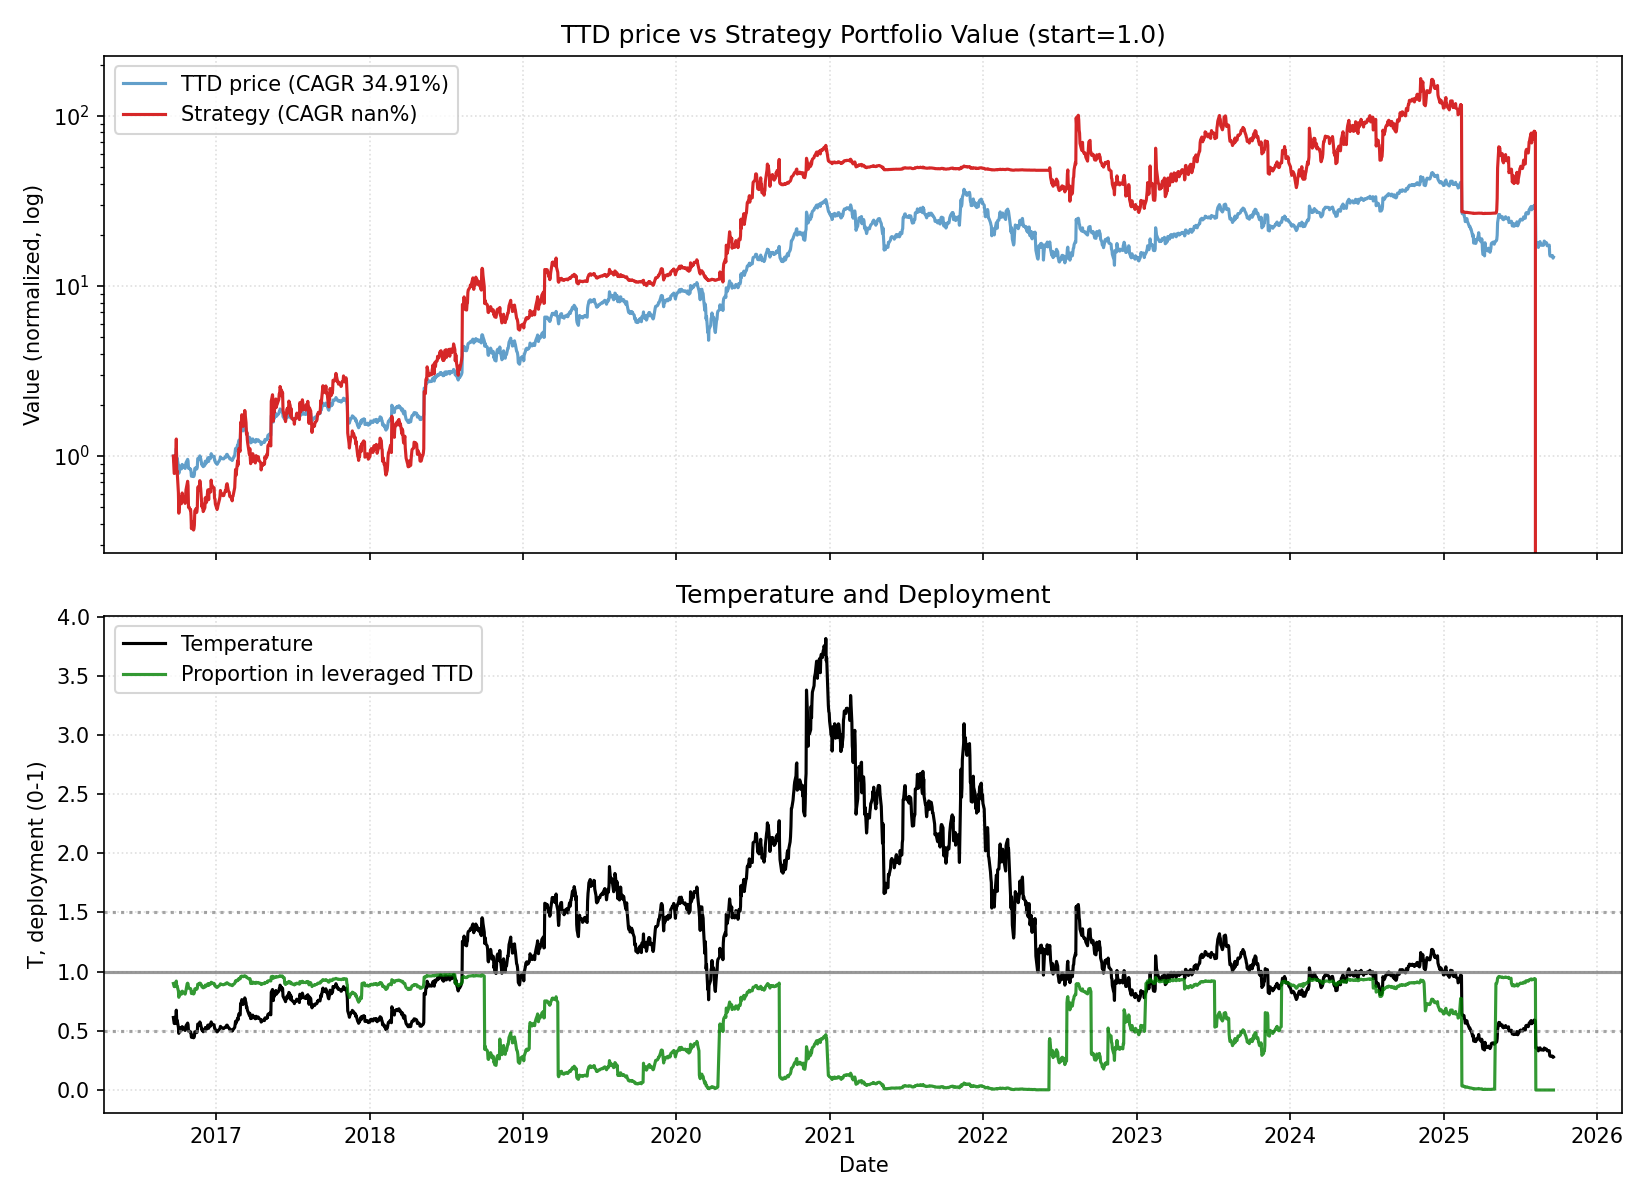 TTD price vs Strategy Portfolio Value (start=1.0)
TTD price (CAGR 34.91%)
Strategy (CAGR nan%)
Value (normalized, log)
10²
10¹
10⁰
Temperature and Deployment
Temperature
Proportion in leveraged TTD
T, deployment (0-1)
4.0
3.5
3.0
2.5
2.0
1.5
1.0
0.5
0.0
2017 2018 2019 2020 2021 2022 2023 2024 2025 2026
Date